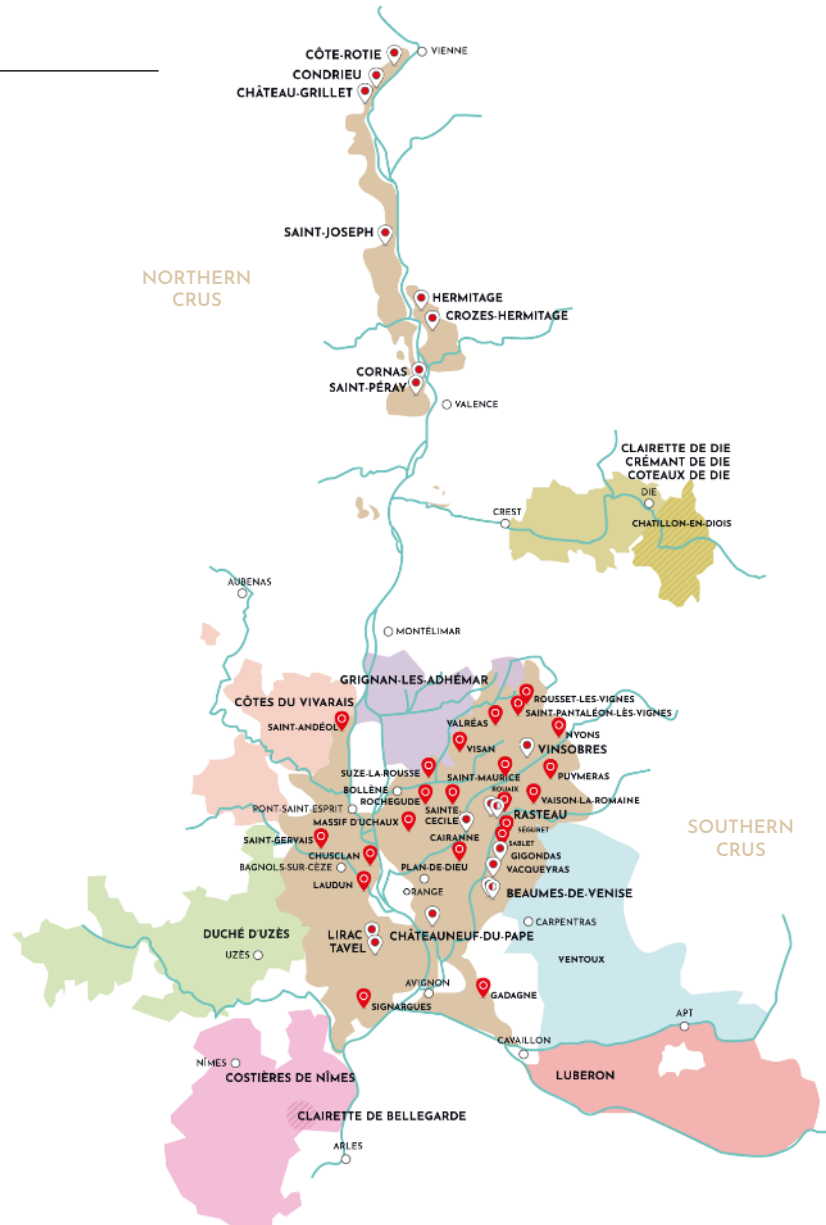 CÔTE-ROTIE
VIENNE
CONDRIEU
CHÂTEAU-GRILLET
SAINT-JOSEPH
NORTHERN
CRUS
HERMITAGE
CROZES-HERMITAGE
CORNAS
SAINT-PÉRAY
VALENCE
CLAIRETTE DE DIE
CRÉMANT DE DIE
COTEAUX DE DIE
DIE
CREST
CHATILLON-EN-DIOIS
AUBENAS
MONTÉLIMAR
GRIGNAN-LES-ADHÉMAR
CÔTES DU VIVARAIS
SAINT-ANDÉOL
ROUSSET-LES-VIGNES
SAINT-PANTALÉON-LÈS-VIGNES
VALRÉAS
NYONS
VISAN
VINSOBRES
SUZE-LA-ROUSSE
SAINT-MAURICE
PUYMERAS
BOLLÈNE
ROCHEGUDE
ROUAIX
VAISON-LA-ROMAINE
PONT-SAINT-ESPRIT
SAINTE
CECILE
RASTEAU
MASSIF D'UCHAUX
SÉGURET
SAINT-GERVAIS
CAIRANNE
SABLET
SOUTHERN
CRUS
CHUSCLAN
GIGONDAS
BAGNOLS-SUR-CÈZE
PLAN-DE-DIEU
VACQUEYRAS
LAUDUN
ORANGE
BEAUMES-DE-VENISE
CARPENTRAS
DUCHÉ D'UZÈS
LIRAC
TAVEL
CHÂTEAUNEUF-DU-PAPE
UZÈS
VENTOUX
AVIGNON
SIGNARGUES
GADAGNE
APT
CAVAILLON
NÎMES
COSTIÈRES DE NÎMES
LUBERON
CLAIRETTE DE BELLEGARDE
ARLES